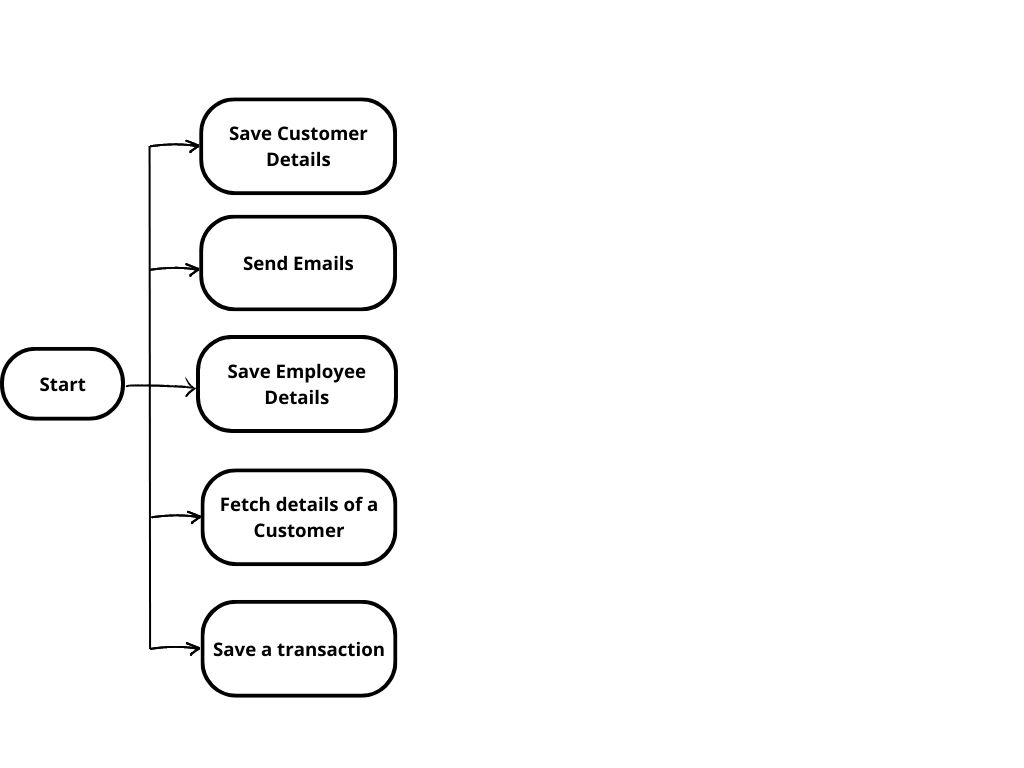 Save Customer
Details
Send Emails
Start
Save Employee
Details
Fetch details of a
Customer
Save a transaction